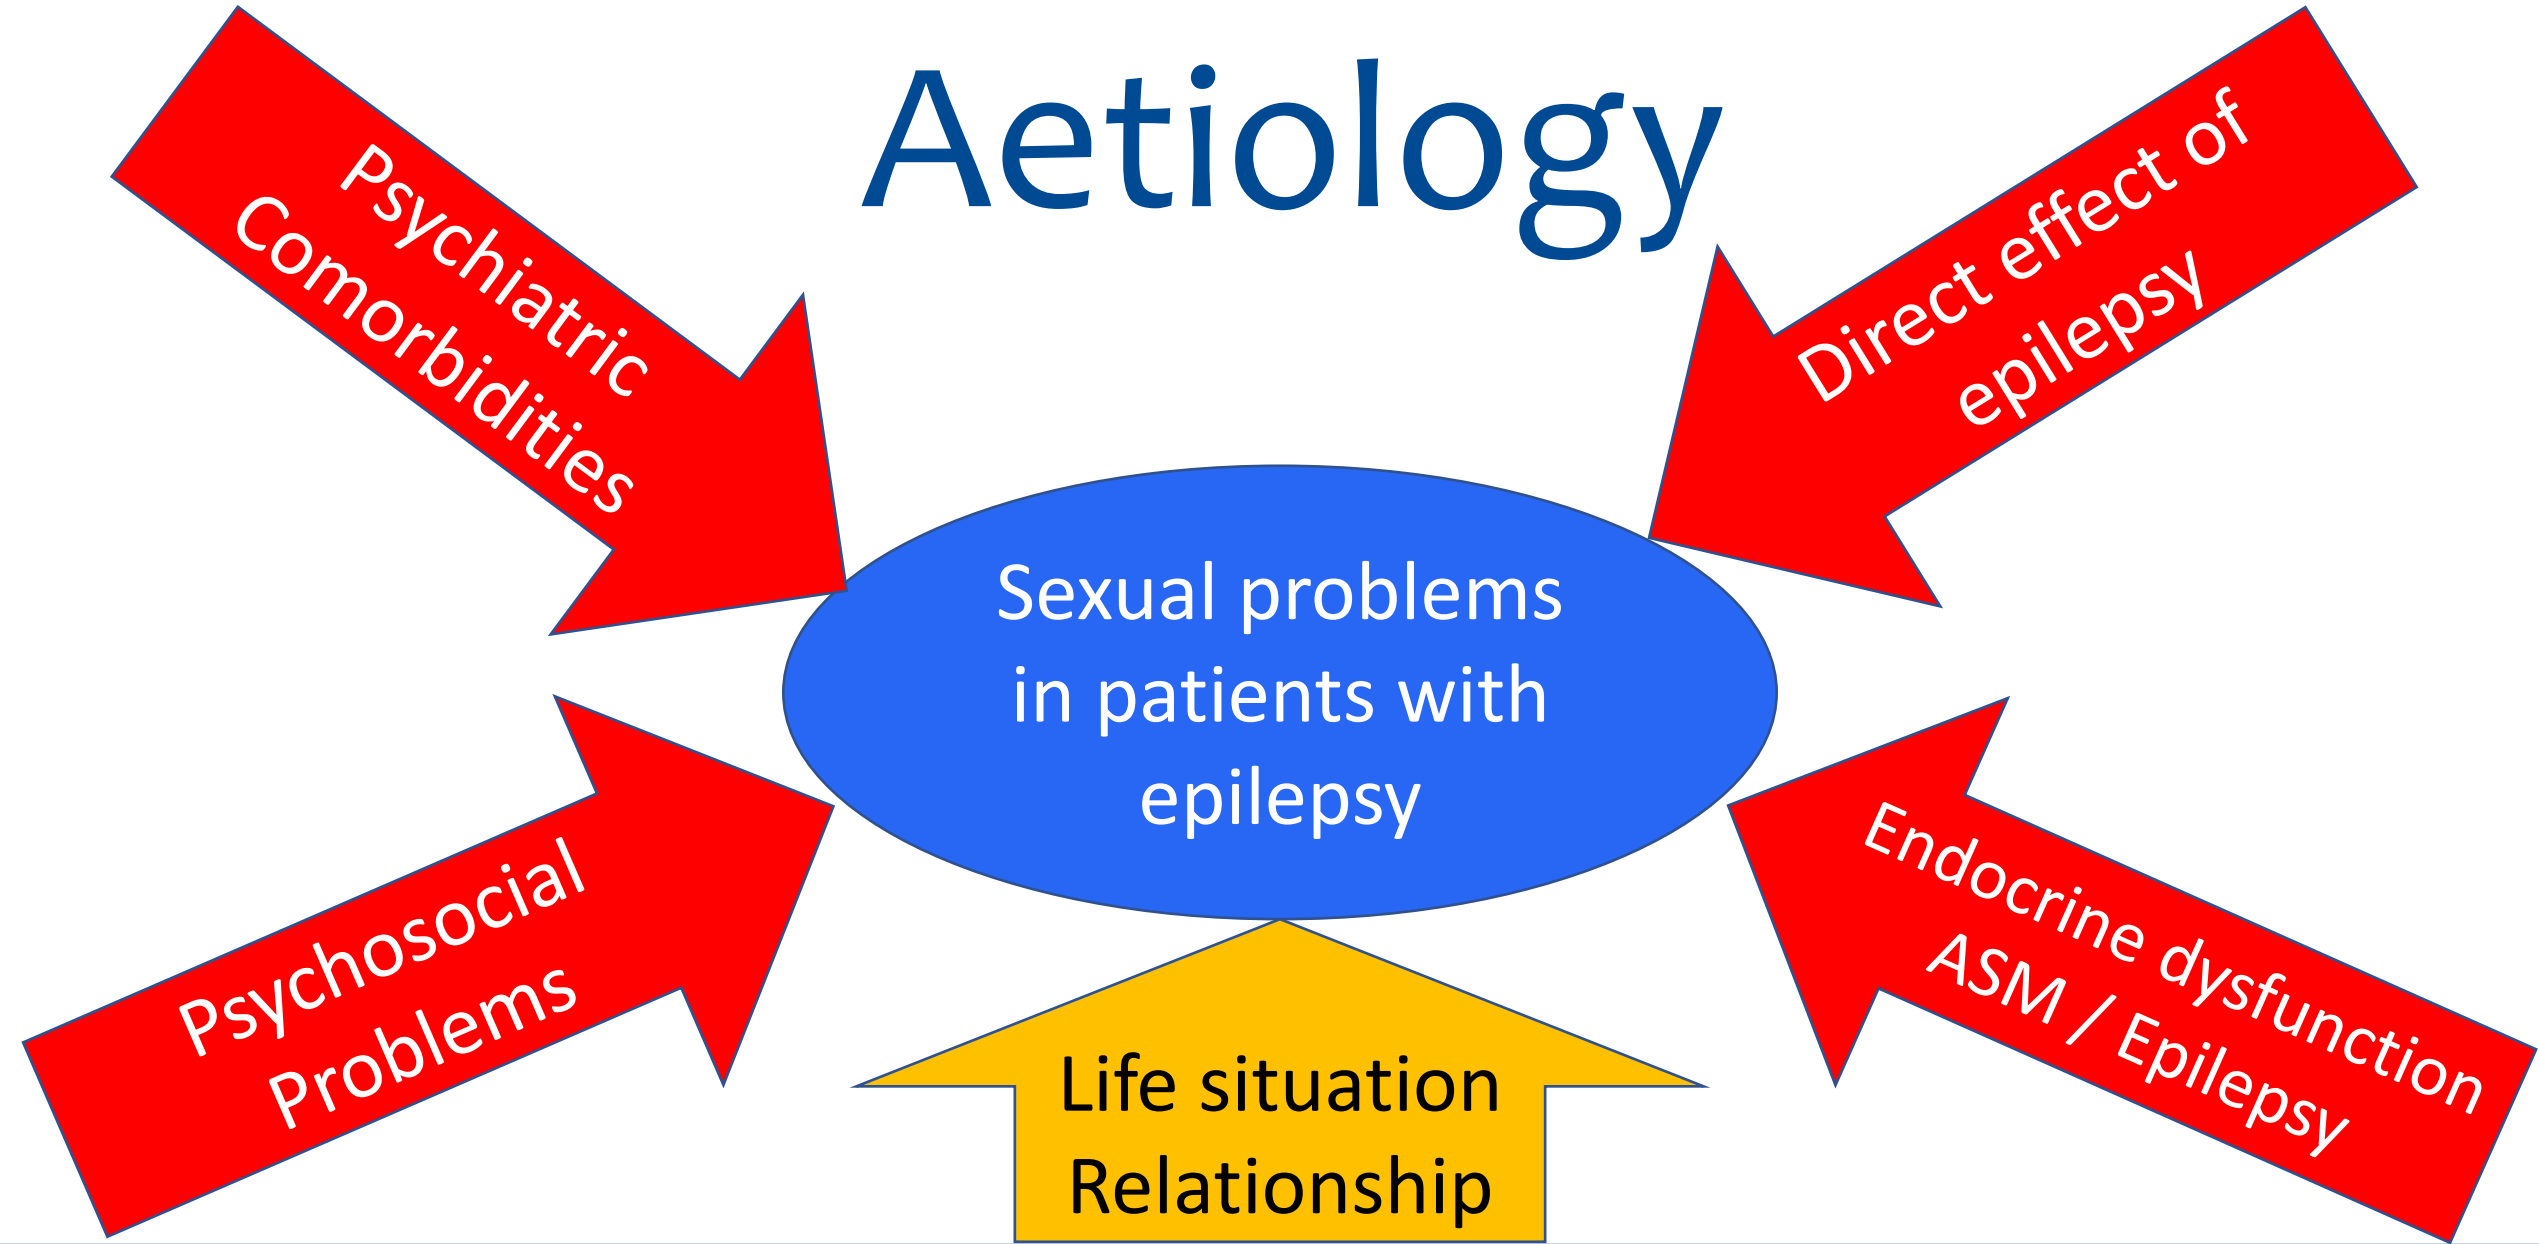 Aetiology
Psychiatric
Comorbidities
Direct effect of
epilepsy
Sexual problems
in patients with
epilepsy
Psychosocial
Problems
Endocrine dysfunction
ASM / Epilepsy
Life situation
Relationship